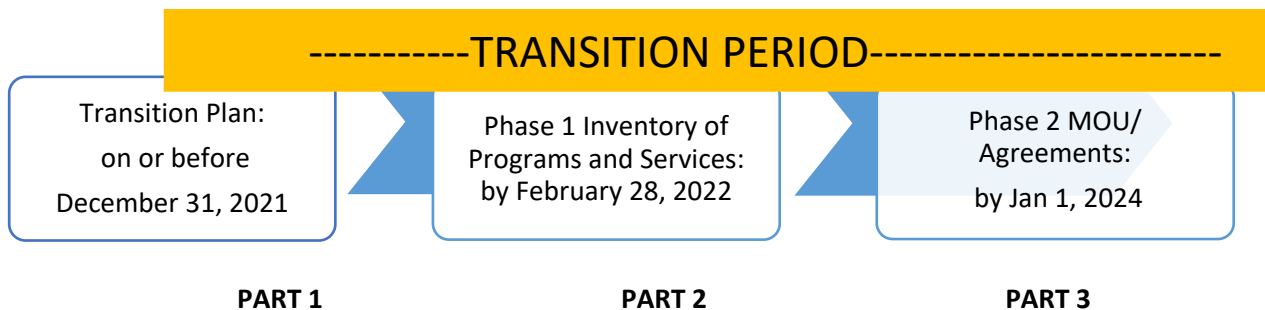 -----------TRANSITION PERIOD------------------------
Transition Plan:
on or before
December 31, 2021
Phase 1 Inventory of
Programs and Services:
by February 28, 2022
Phase 2 MOU/
Agreements:
by Jan 1, 2024
PART 1
PART 2
PART 3